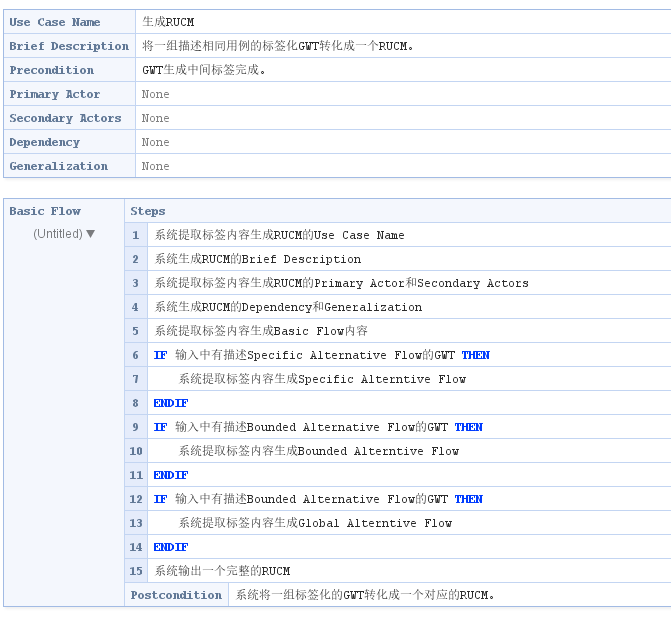 Use Case Name 生成RUCM
Brief Description 将一组描述相同用例的标签化GWT转化成一个RUCM。
Precondition GWT生成中间标签完成。
Primary Actor None
Secondary Actors None
Dependency None
Generalization None
Basic Flow Steps
(Untitled) ▼
1 系统提取标签内容生成RUCM的Use Case Name
2 系统生成RUCM的Brief Description
3 系统提取标签内容生成RUCM的Primary Actor和Secondary Actors
4 系统生成RUCM的Dependency和Generalization
5 系统提取标签内容生成Basic Flow内容
6 IF 输入中有描述Specific Alternative Flow的GWT THEN
7 系统提取标签内容生成Specific Alterntive Flow
8 ENDIF
9 IF 输入中有描述Bounded Alternative Flow的GWT THEN
10 系统提取标签内容生成Bounded Alterntive Flow
11 ENDIF
12 IF 输入中有描述Bounded Alternative Flow的GWT THEN
13 系统提取标签内容生成Global Alterntive Flow
14 ENDIF
15 系统输出一个完整的RUCM
Postcondition 系统将一组标签化的GWT转化成一个对应的RUCM。